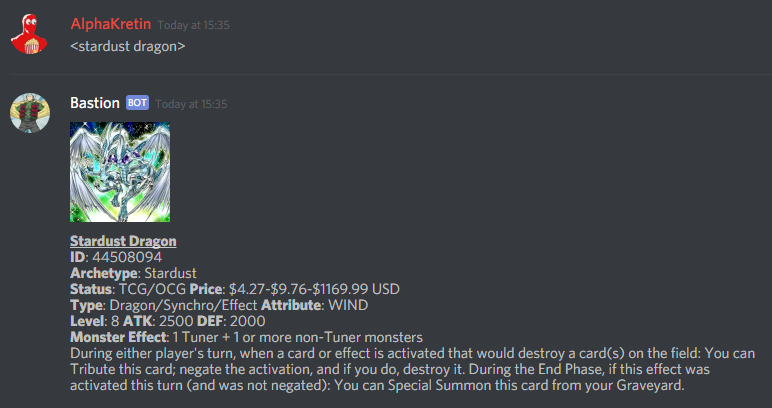 AlphaKretin Today at 15:35
<stardust dragon>
Bastion BOT Today at 15:35
Stardust Dragon
ID: 44508094
Archetype: Stardust
Status: TCG/OCG Price: $4.27-$9.76-$1169.99 USD
Type: Dragon/Synchro/Effect Attribute: WIND
Level: 8 ATK: 2500 DEF: 2000
Monster Effect: 1 Tuner + 1 or more non-Tuner monsters
During either player's turn, when a card or effect is activated that would destroy a card(s) on the field: You can
Tribute this card; negate the activation, and if you do, destroy it. During the End Phase, if this effect was
activated this turn (and was not negated): You can Special Summon this card from your Graveyard.